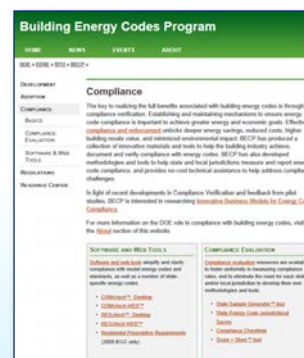 Building Energy Codes Program
HOME NEWS EVENTS ABOUT
DOE » EERE » BTO » BECP »
DEVELOPMENT
ADOPTION
COMPLIANCE
BASICS
COMPLIANCE
EVALUATION
SOFTWARE & WEB
TOOLS
REGULATIONS
RESOURCE CENTER
Compliance
The key to realizing the full benefits associated with building energy codes is through
compliance verification. Establishing and maintaining mechanisms to ensure energy
code compliance is important to achieve greater energy and economic goals. Effective
compliance and enforcement unlocks deeper energy savings, reduced costs, higher
building resale value, and minimized environmental impact. BECP has produced a
collection of innovative materials and tools to help the building industry achieve,
document and verify compliance with energy codes. BECP has also developed
methodologies and tools to help state and local jurisdictions measure and report energy
code compliance, and provides no cost technical assistance to help address compliance
challenges.
In light of recent developments in Compliance Verification and feedback from pilot
studies, BECP is interested in researching Innovative Business Models for Energy Code
Compliance.
For more information on the DOE role in compliance with building energy codes, visit
the About section of this website.
SOFTWARE AND WEB TOOLS
Software and web tools simplify and clarify
compliance with model energy codes and
standards, as well as a number of state-
specific energy codes.
• COMcheck™ Desktop
• COMcheck-WEB™
• REScheck™ Desktop
• REScheck-WEB™
• Residential Prescriptive Requirements
(2009 IECC only)
COMPLIANCE EVALUATION
Compliance evaluation resources are available
to foster uniformity in measuring compliance
rates, and to eliminate the need for each state
and/or local jurisdiction to develop their own
methodologies and tools.
• State Sample Generator™ tool
• State Energy Code Jurisdictional
Survey
• Compliance Checklists
• Score + Store™ tool